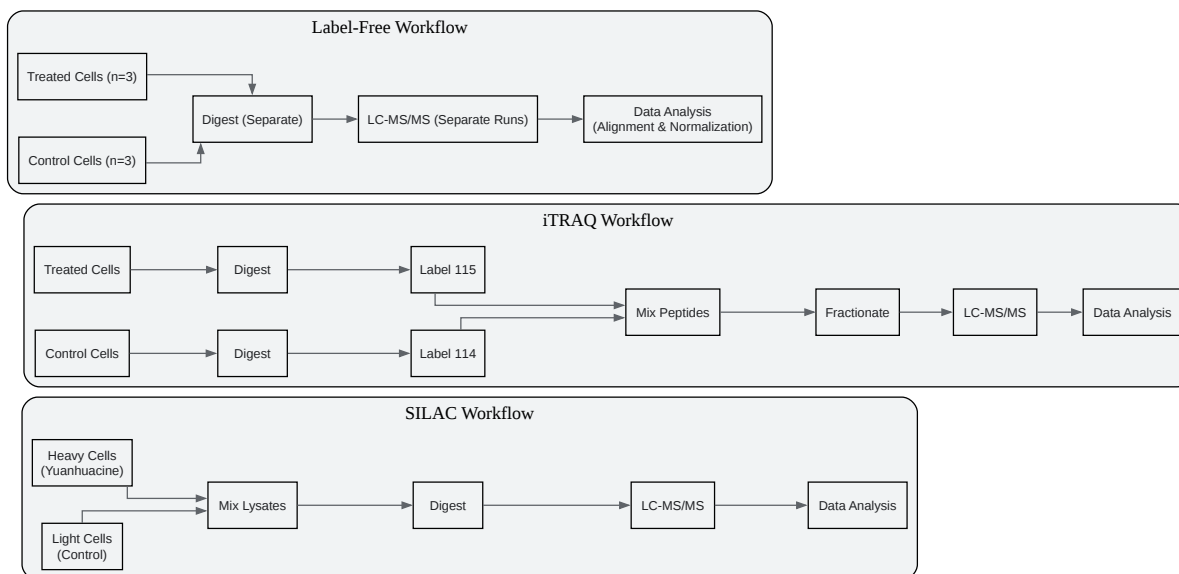 Label-Free Workflow
Treated Cells (n=3)
Control Cells (n=3)
Digest (Separate)
LC-MS/MS (Separate Runs)
Data Analysis
(Alignment & Normalization)
iTRAQ Workflow
Treated Cells
Digest
Label 115
Control Cells
Digest
Label 114
Mix Peptides
Fractionate
LC-MS/MS
Data Analysis
SILAC Workflow
Heavy Cells
(Yuanhuacine)
Light Cells
(Control)
Mix Lysates
Digest
LC-MS/MS
Data Analysis